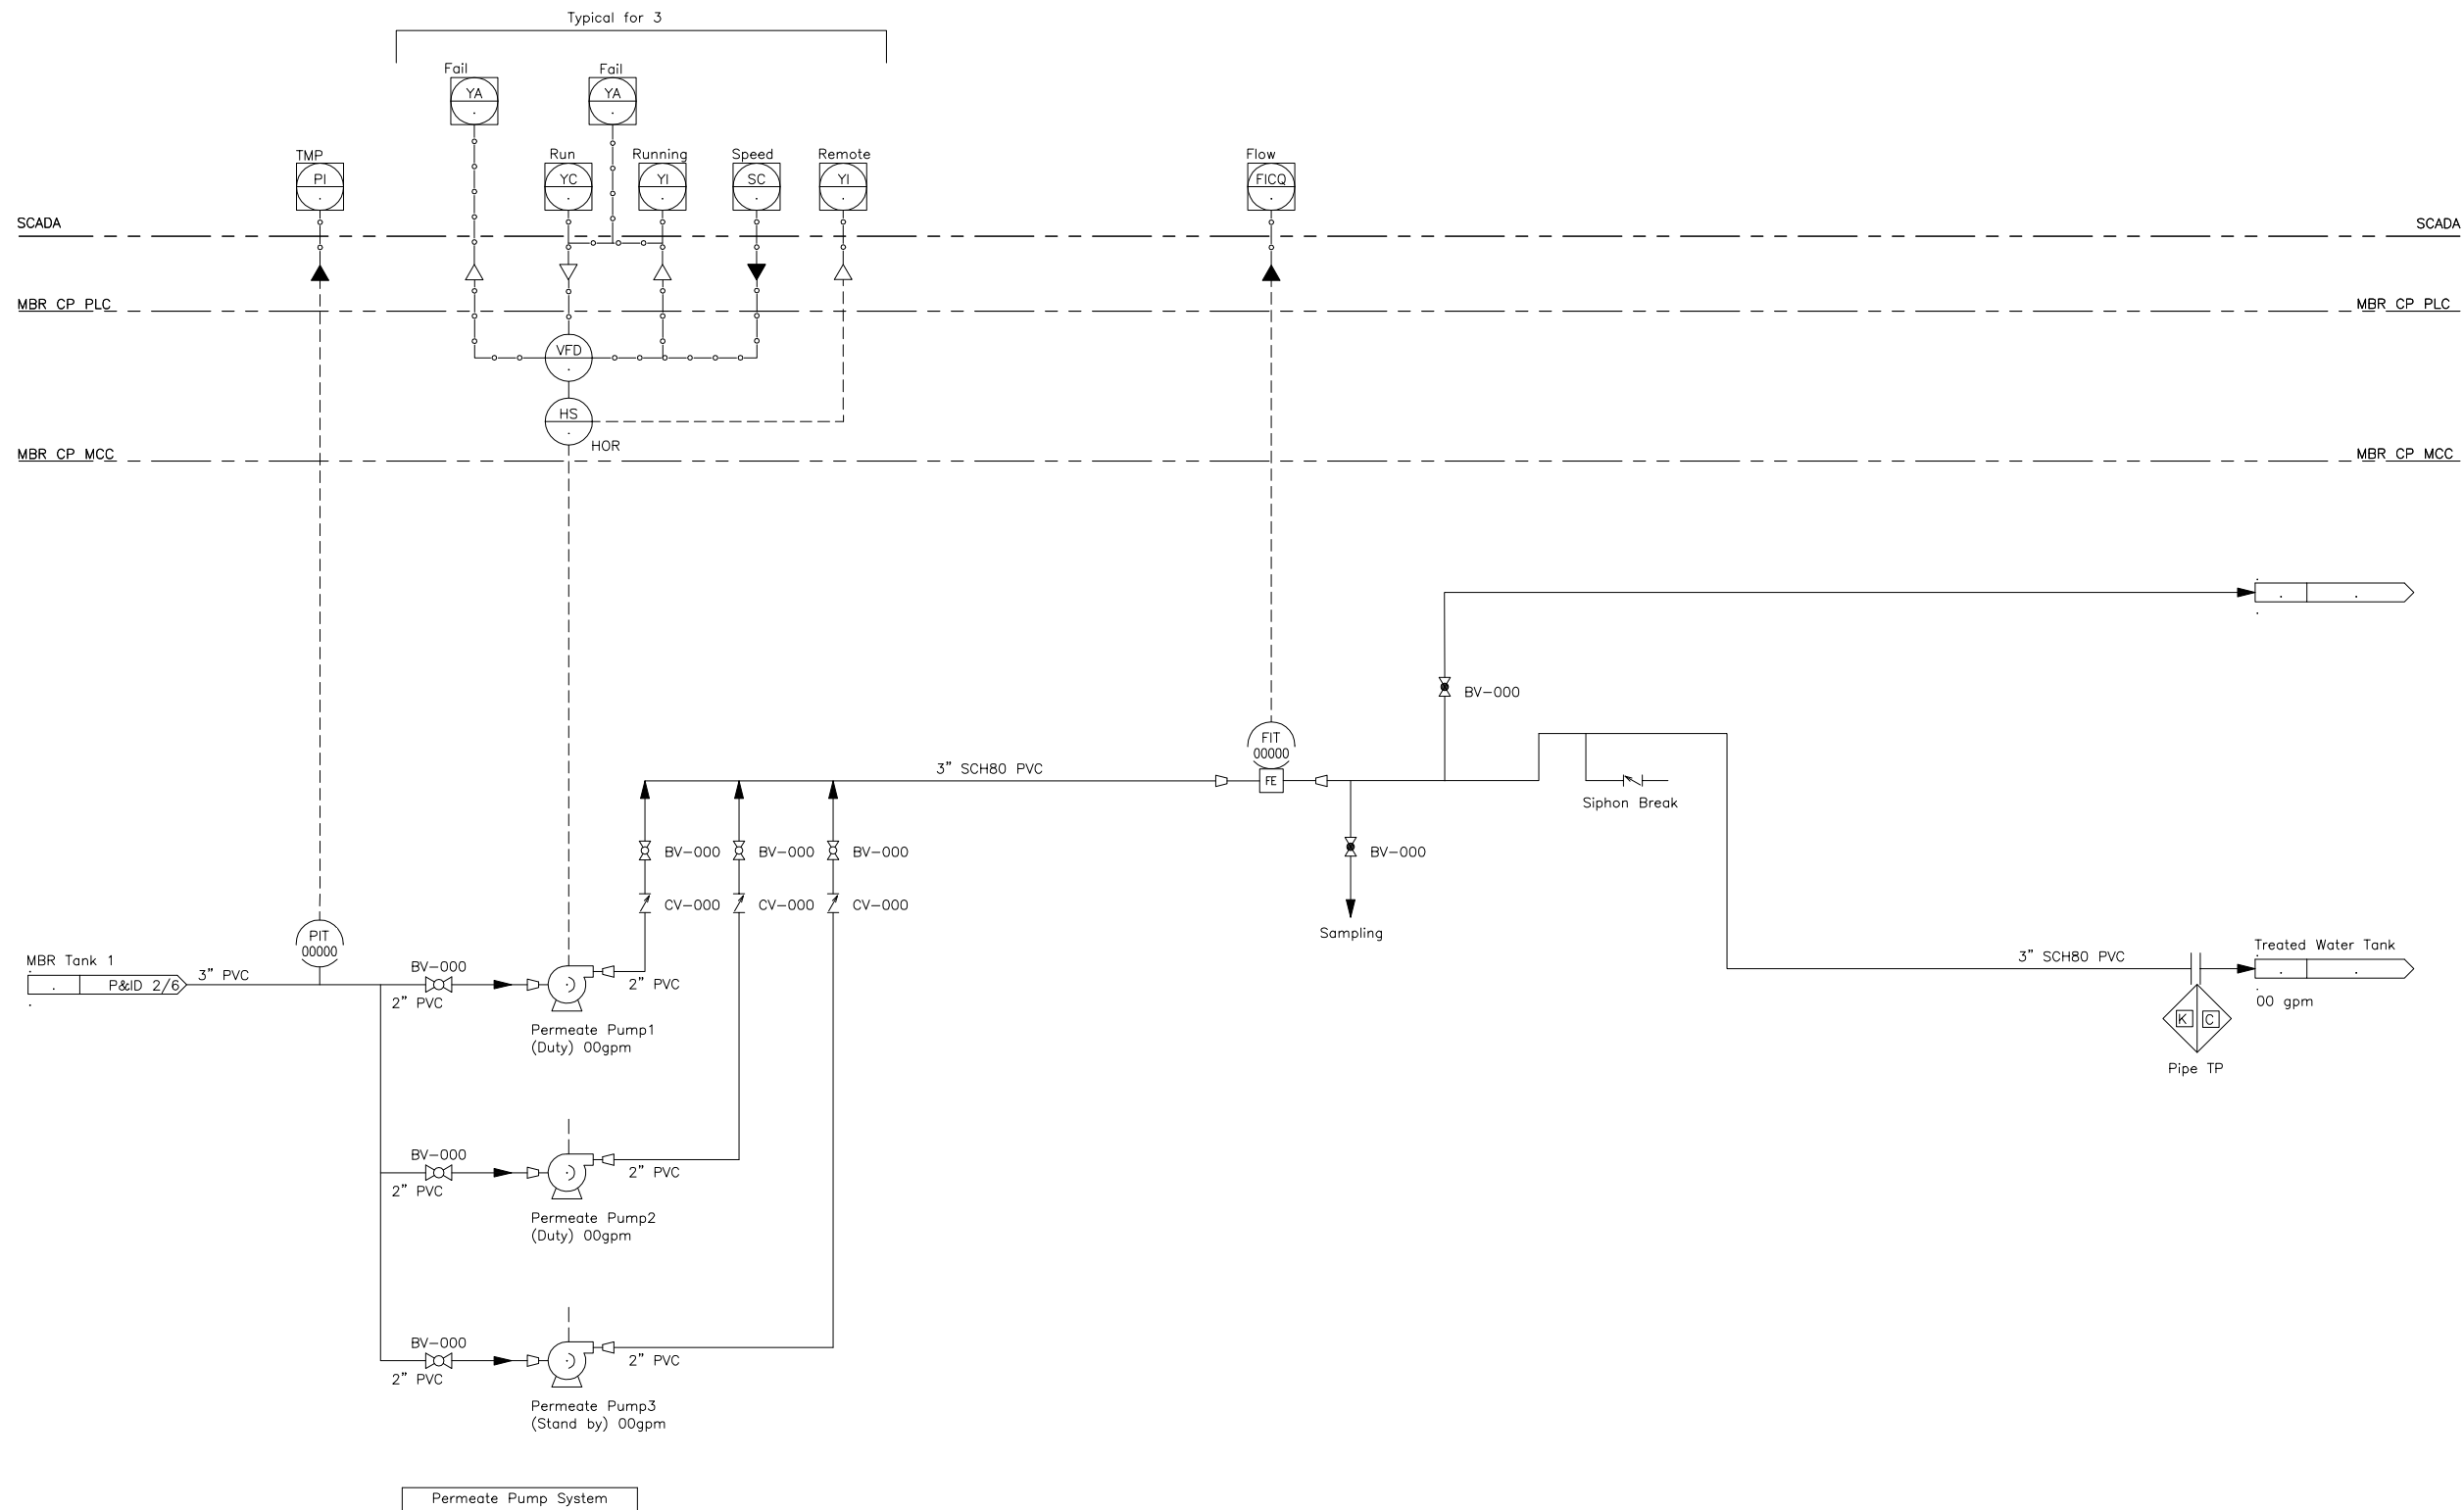 Typical for 3
Fail
Fail
YA
YA
TMP
Run
Running
Speed
Remote
Flow
PI
YC
YI
SC
YI
FICQ
SCADA
SCADA
MBR CP PLC
MBR CP PLC
VFD
HS
HOR
MBR CP MCC
MBR CP MCC
BV-000
FIT
00000
3" SCH80 PVC
FE
Siphon Break
BV-000
BV-000
BV-000
BV-000
CV-000
CV-000
CV-000
Sampling
PIT
00000
MBR Tank 1
P&ID 2/6
3" PVC
BV-000
2" PVC
2" PVC
Permeate Pump1
(Duty) 00gpm
3" SCH80 PVC
Treated Water Tank
00 gpm
K
C
Pipe TP
BV-000
2" PVC
2" PVC
Permeate Pump2
(Duty) 00gpm
BV-000
2" PVC
2" PVC
Permeate Pump3
(Stand by) 00gpm
Permeate Pump System